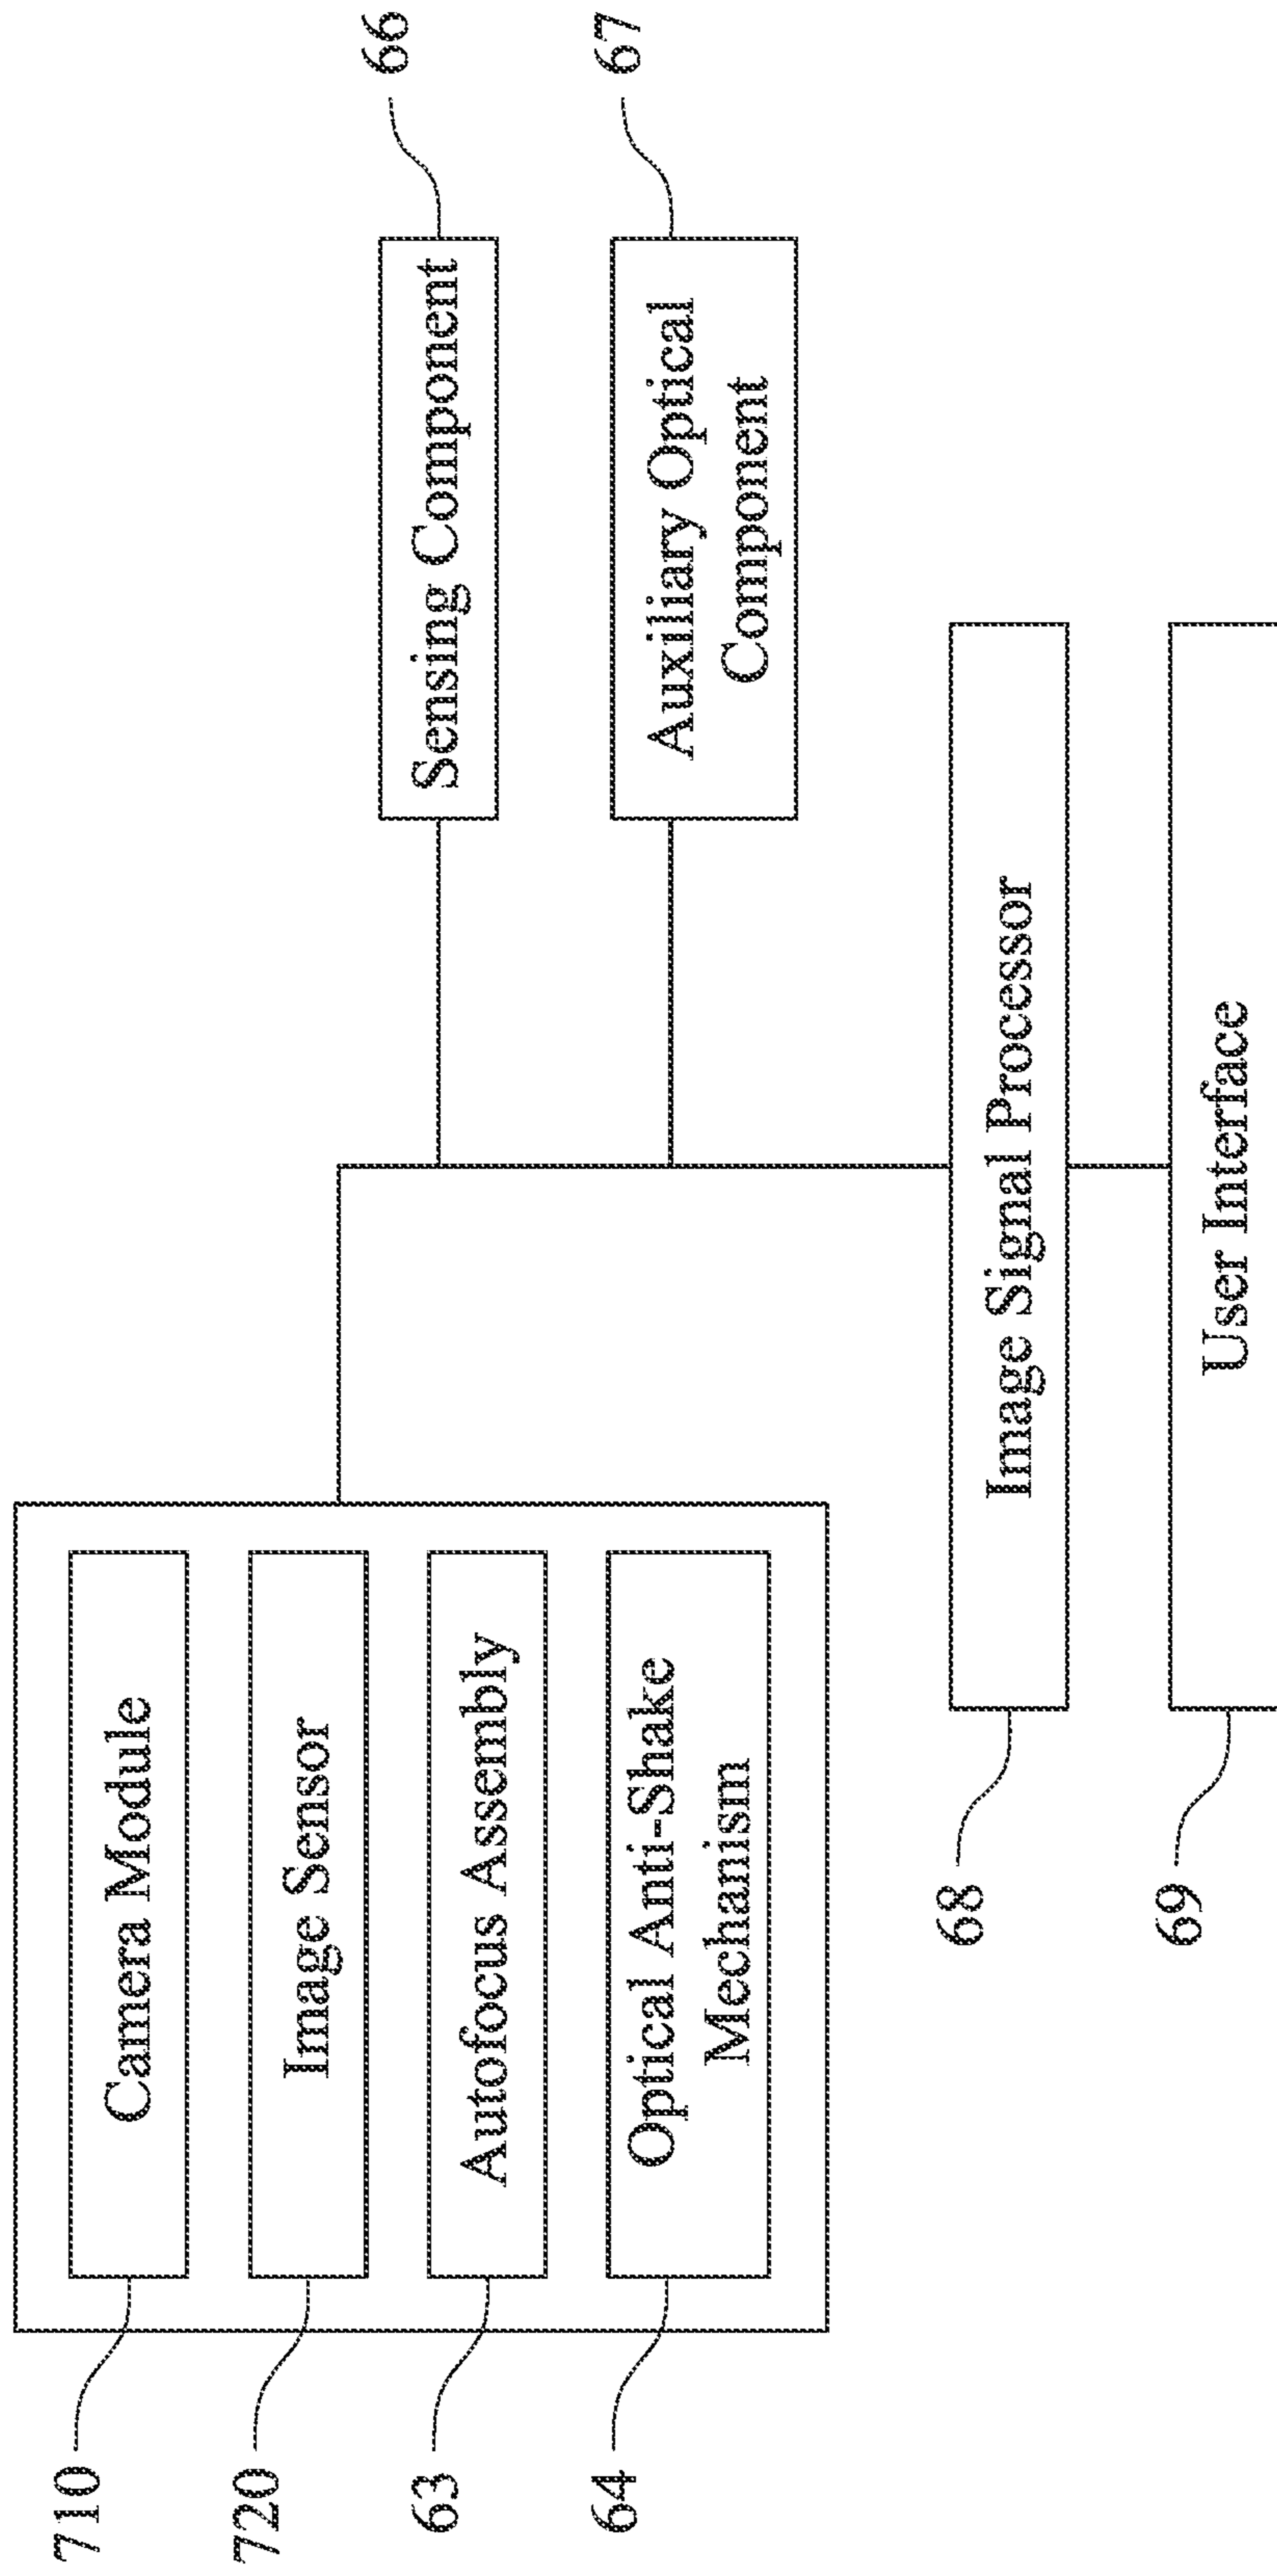 710
Camera Module
720
Image Sensor
63
Autofocus Assembly
64
Optical Anti-Shake
Mechanism
Sensing Component
66
Auxiliary Optical
Component
67
68
Image Signal Processor
69
User Interface